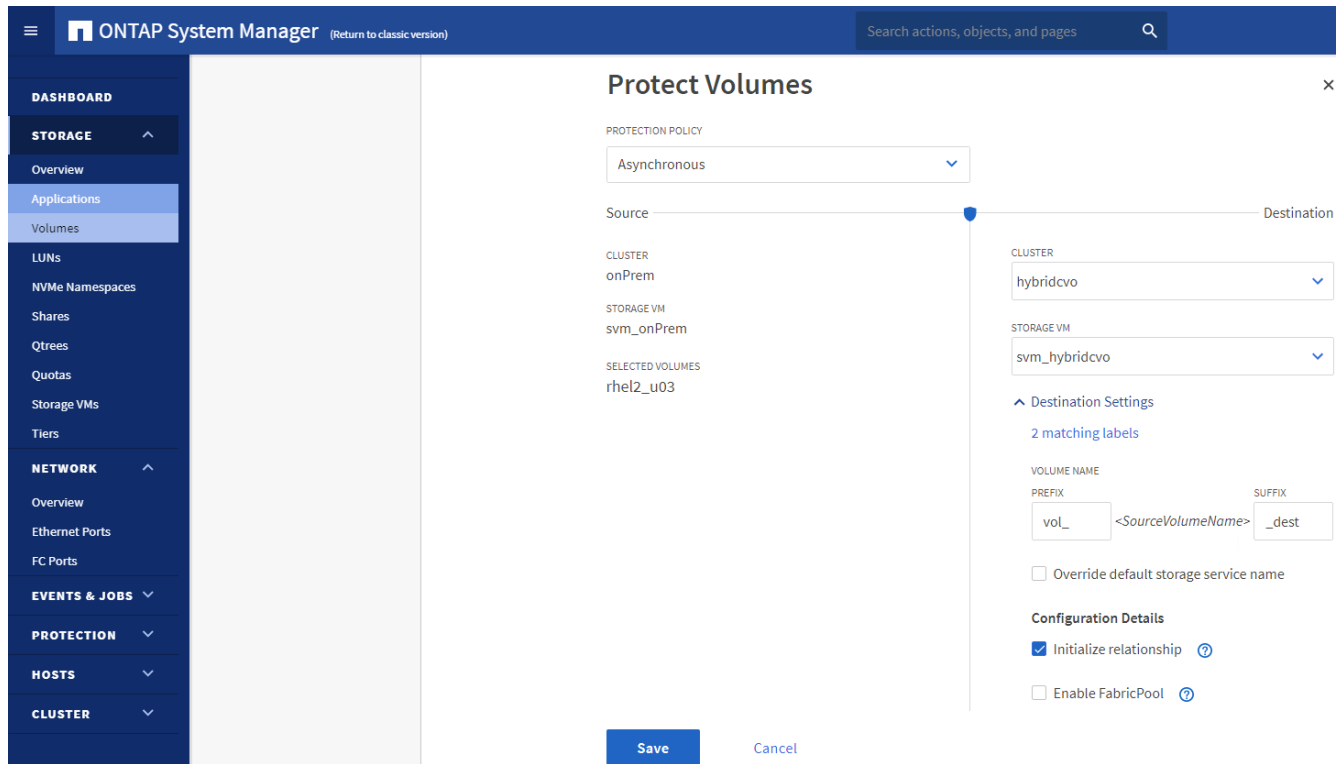 ONTAP System Manager (Return to classic version)
Search actions, objects, and pages
DASHBOARD
STORAGE
Overview
Applications
Volumes
LUNs
NVMe Namespaces
Shares
Qtrees
Quotas
Storage VMs
Tiers
NETWORK
Overview
Ethernet Ports
FC Ports
EVENTS & JOBS
PROTECTION
HOSTS
CLUSTER
Protect Volumes
PROTECTION POLICY
Asynchronous
Source
Destination
CLUSTER
onPrem
STORAGE VM
svm_onPrem
SELECTED VOLUMES
rhel2_u03
CLUSTER
hybridcvo
STORAGE VM
svm_hybridcvo
Destination Settings
2 matching labels
VOLUME NAME
PREFIX SUFFIX
vol_ <SourceVolumeName> _dest
Override default storage service name
Configuration Details
Initialize relationship
Enable FabricPool
Save Cancel